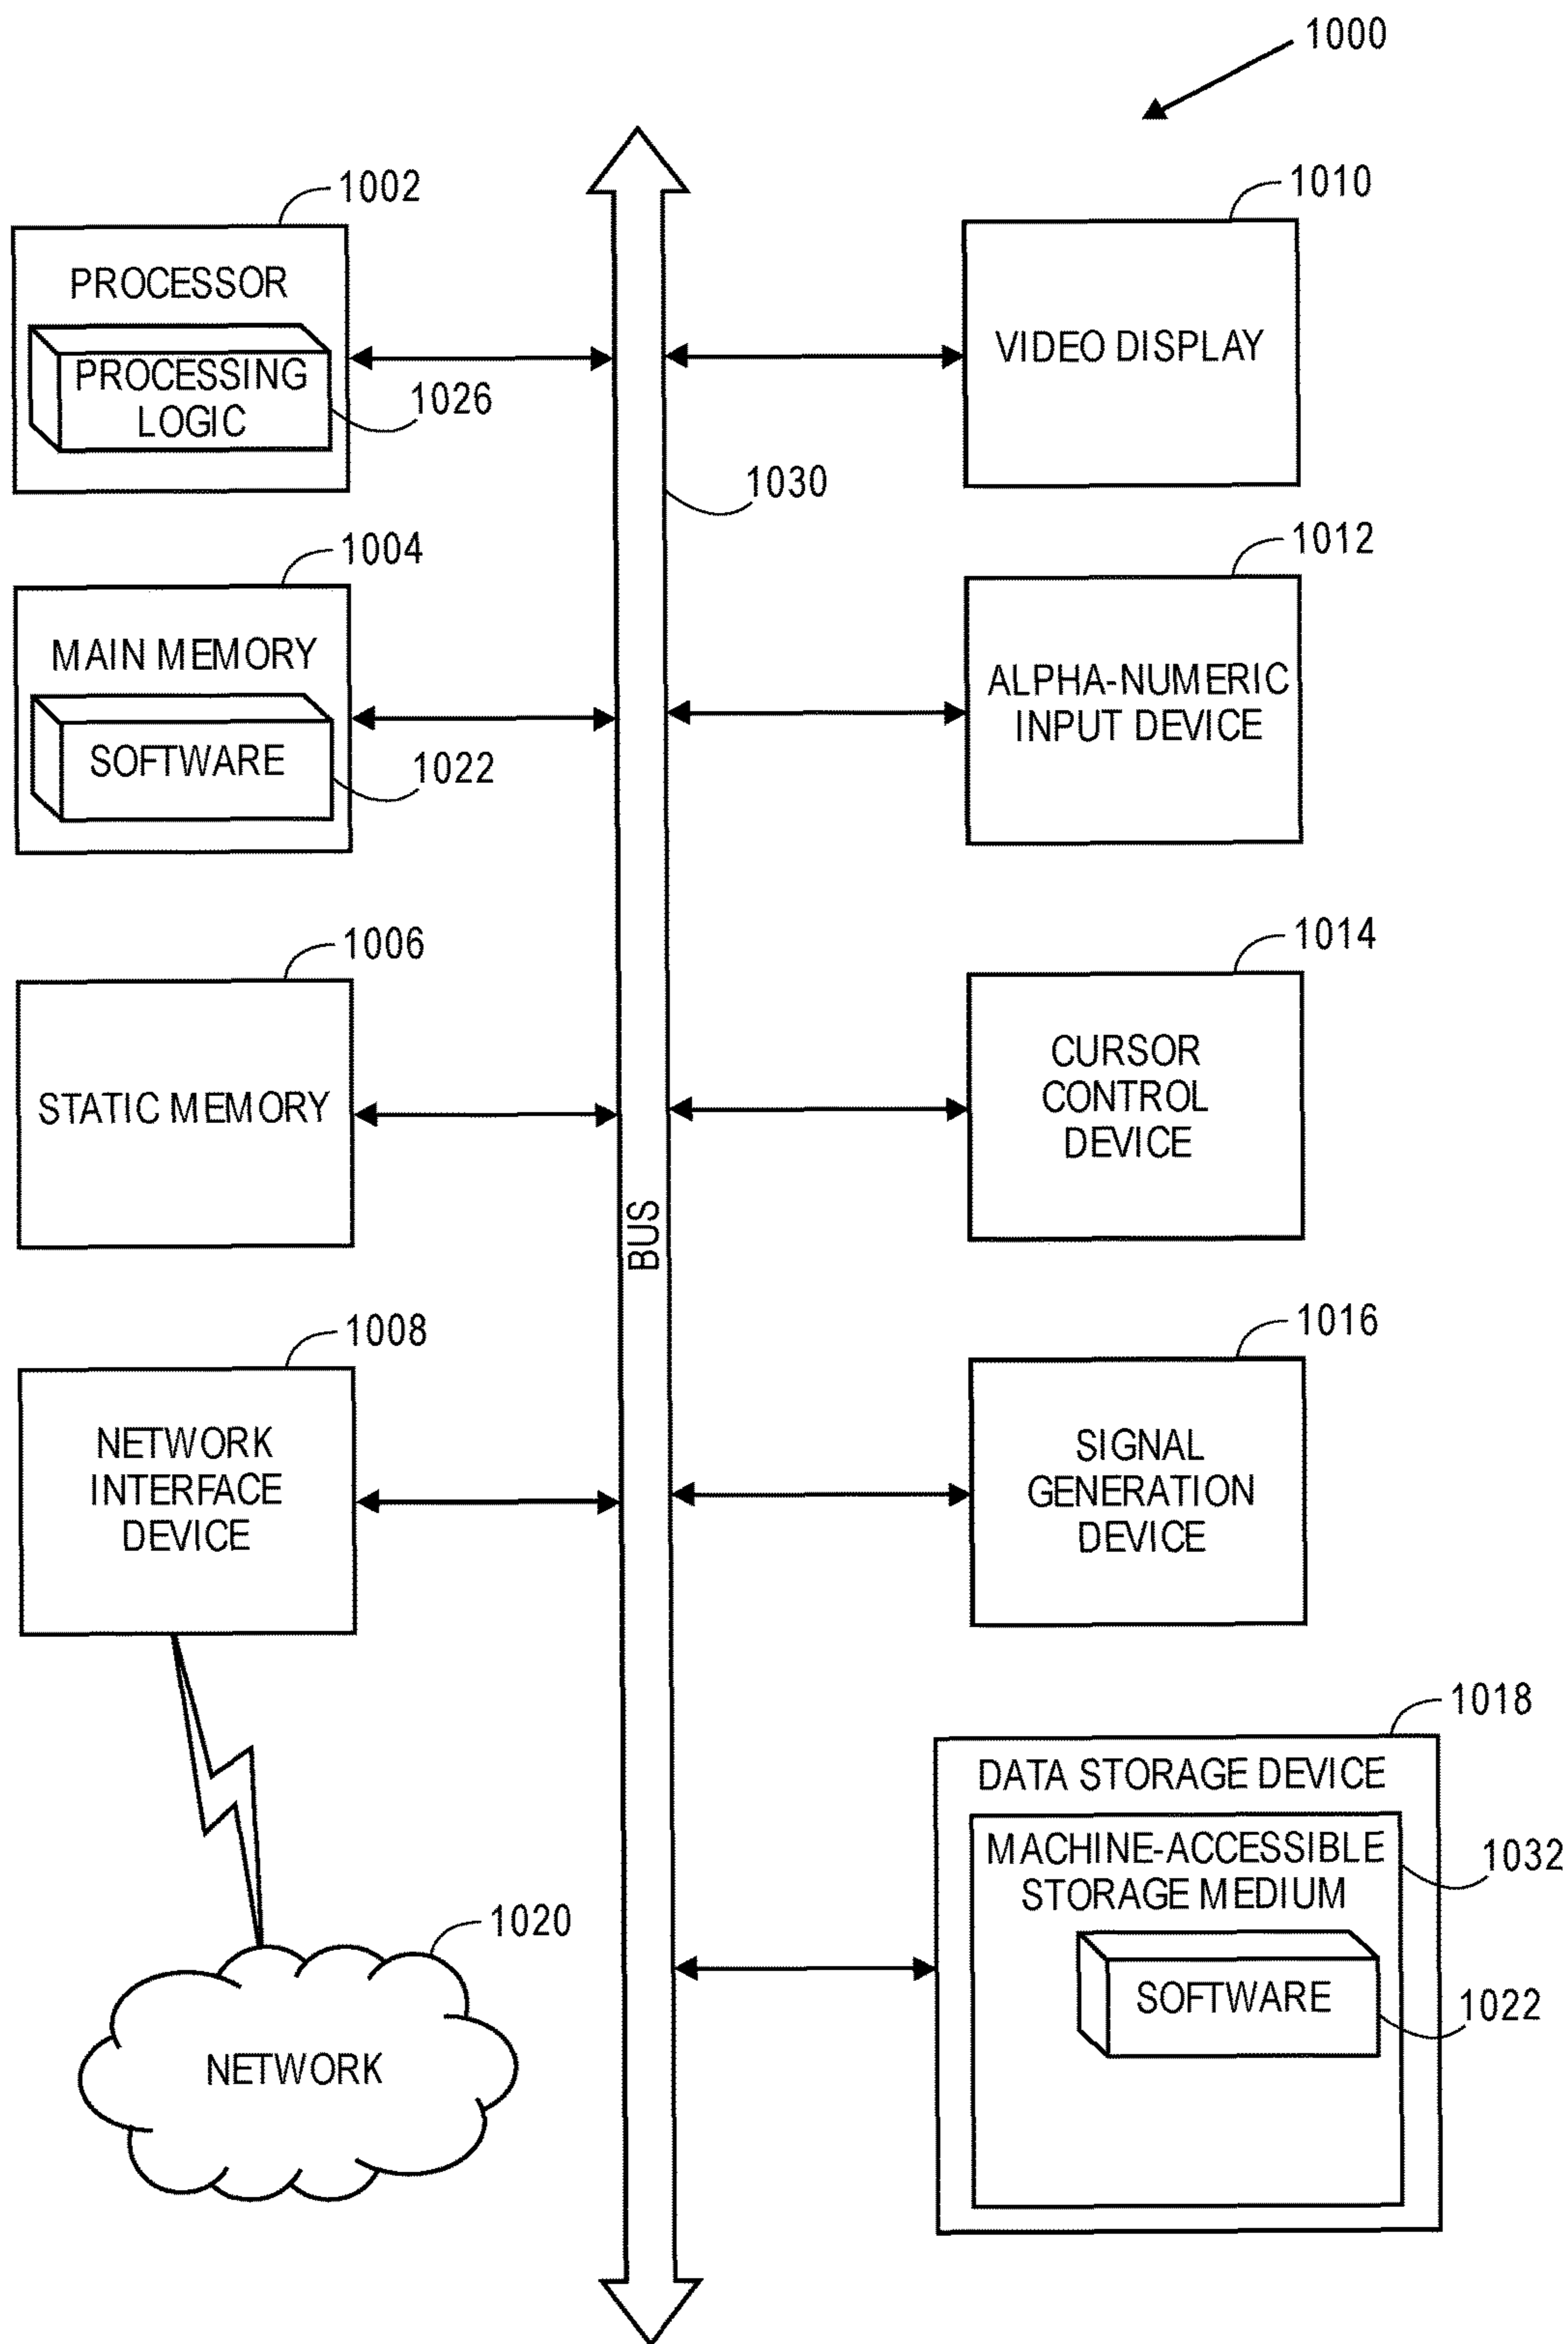 1000
1002
PROCESSOR
PROCESSING
LOGIC
1026
1010
VIDEO DISPLAY
1030
1004
MAIN MEMORY
SOFTWARE
1022
1012
ALPHA-NUMERIC
INPUT DEVICE
1006
STATIC MEMORY
1014
CURSOR
CONTROL
DEVICE
BUS
1008
NETWORK
INTERFACE
DEVICE
1016
SIGNAL
GENERATION
DEVICE
1018
DATA STORAGE DEVICE
MACHINE-ACCESSIBLE
STORAGE MEDIUM
1032
SOFTWARE
1022
1020
NETWORK